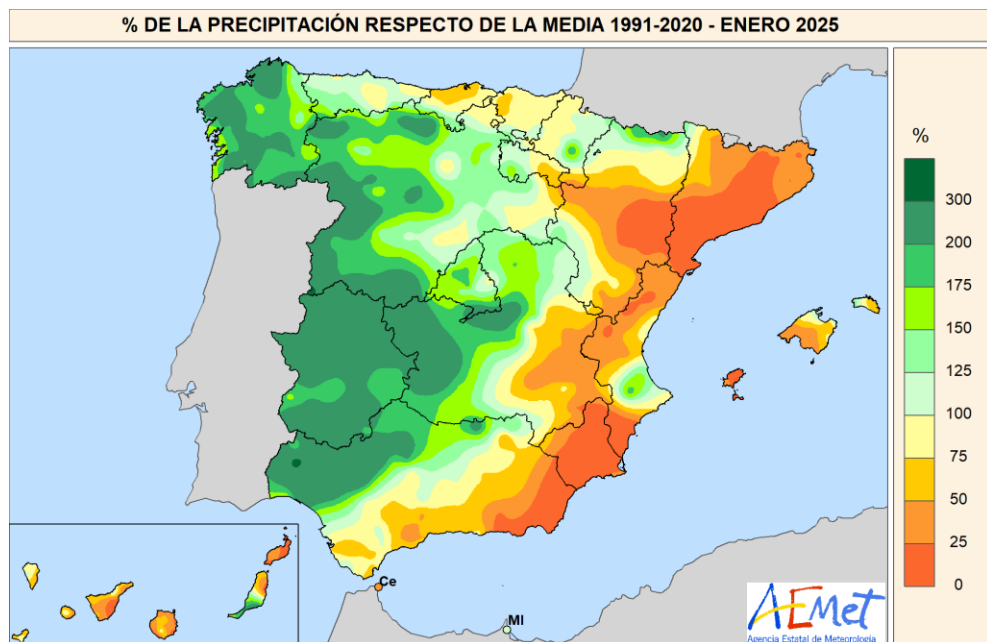 % DE LA PRECIPITACIÓN RESPECTO DE LA MEDIA 1991-2020 - ENERO 2025
%
300
200
175
150
125
100
75
50
25
0
Ce
Ml
AEMet
Agencia Estatal de Meteorología